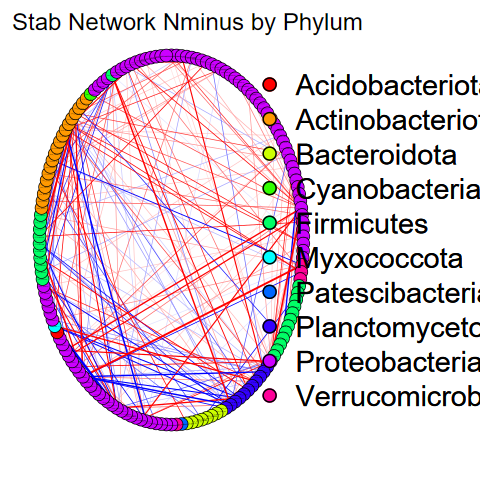 Stab Network Nminus by Phylum
Acidobacteriota
Actinobacteriot
Bacteroidota
Cyanobacteria
Firmicutes
Myxococcota
Patescibacteria
Planctomyceto
Proteobacteria
Verrucomicrob